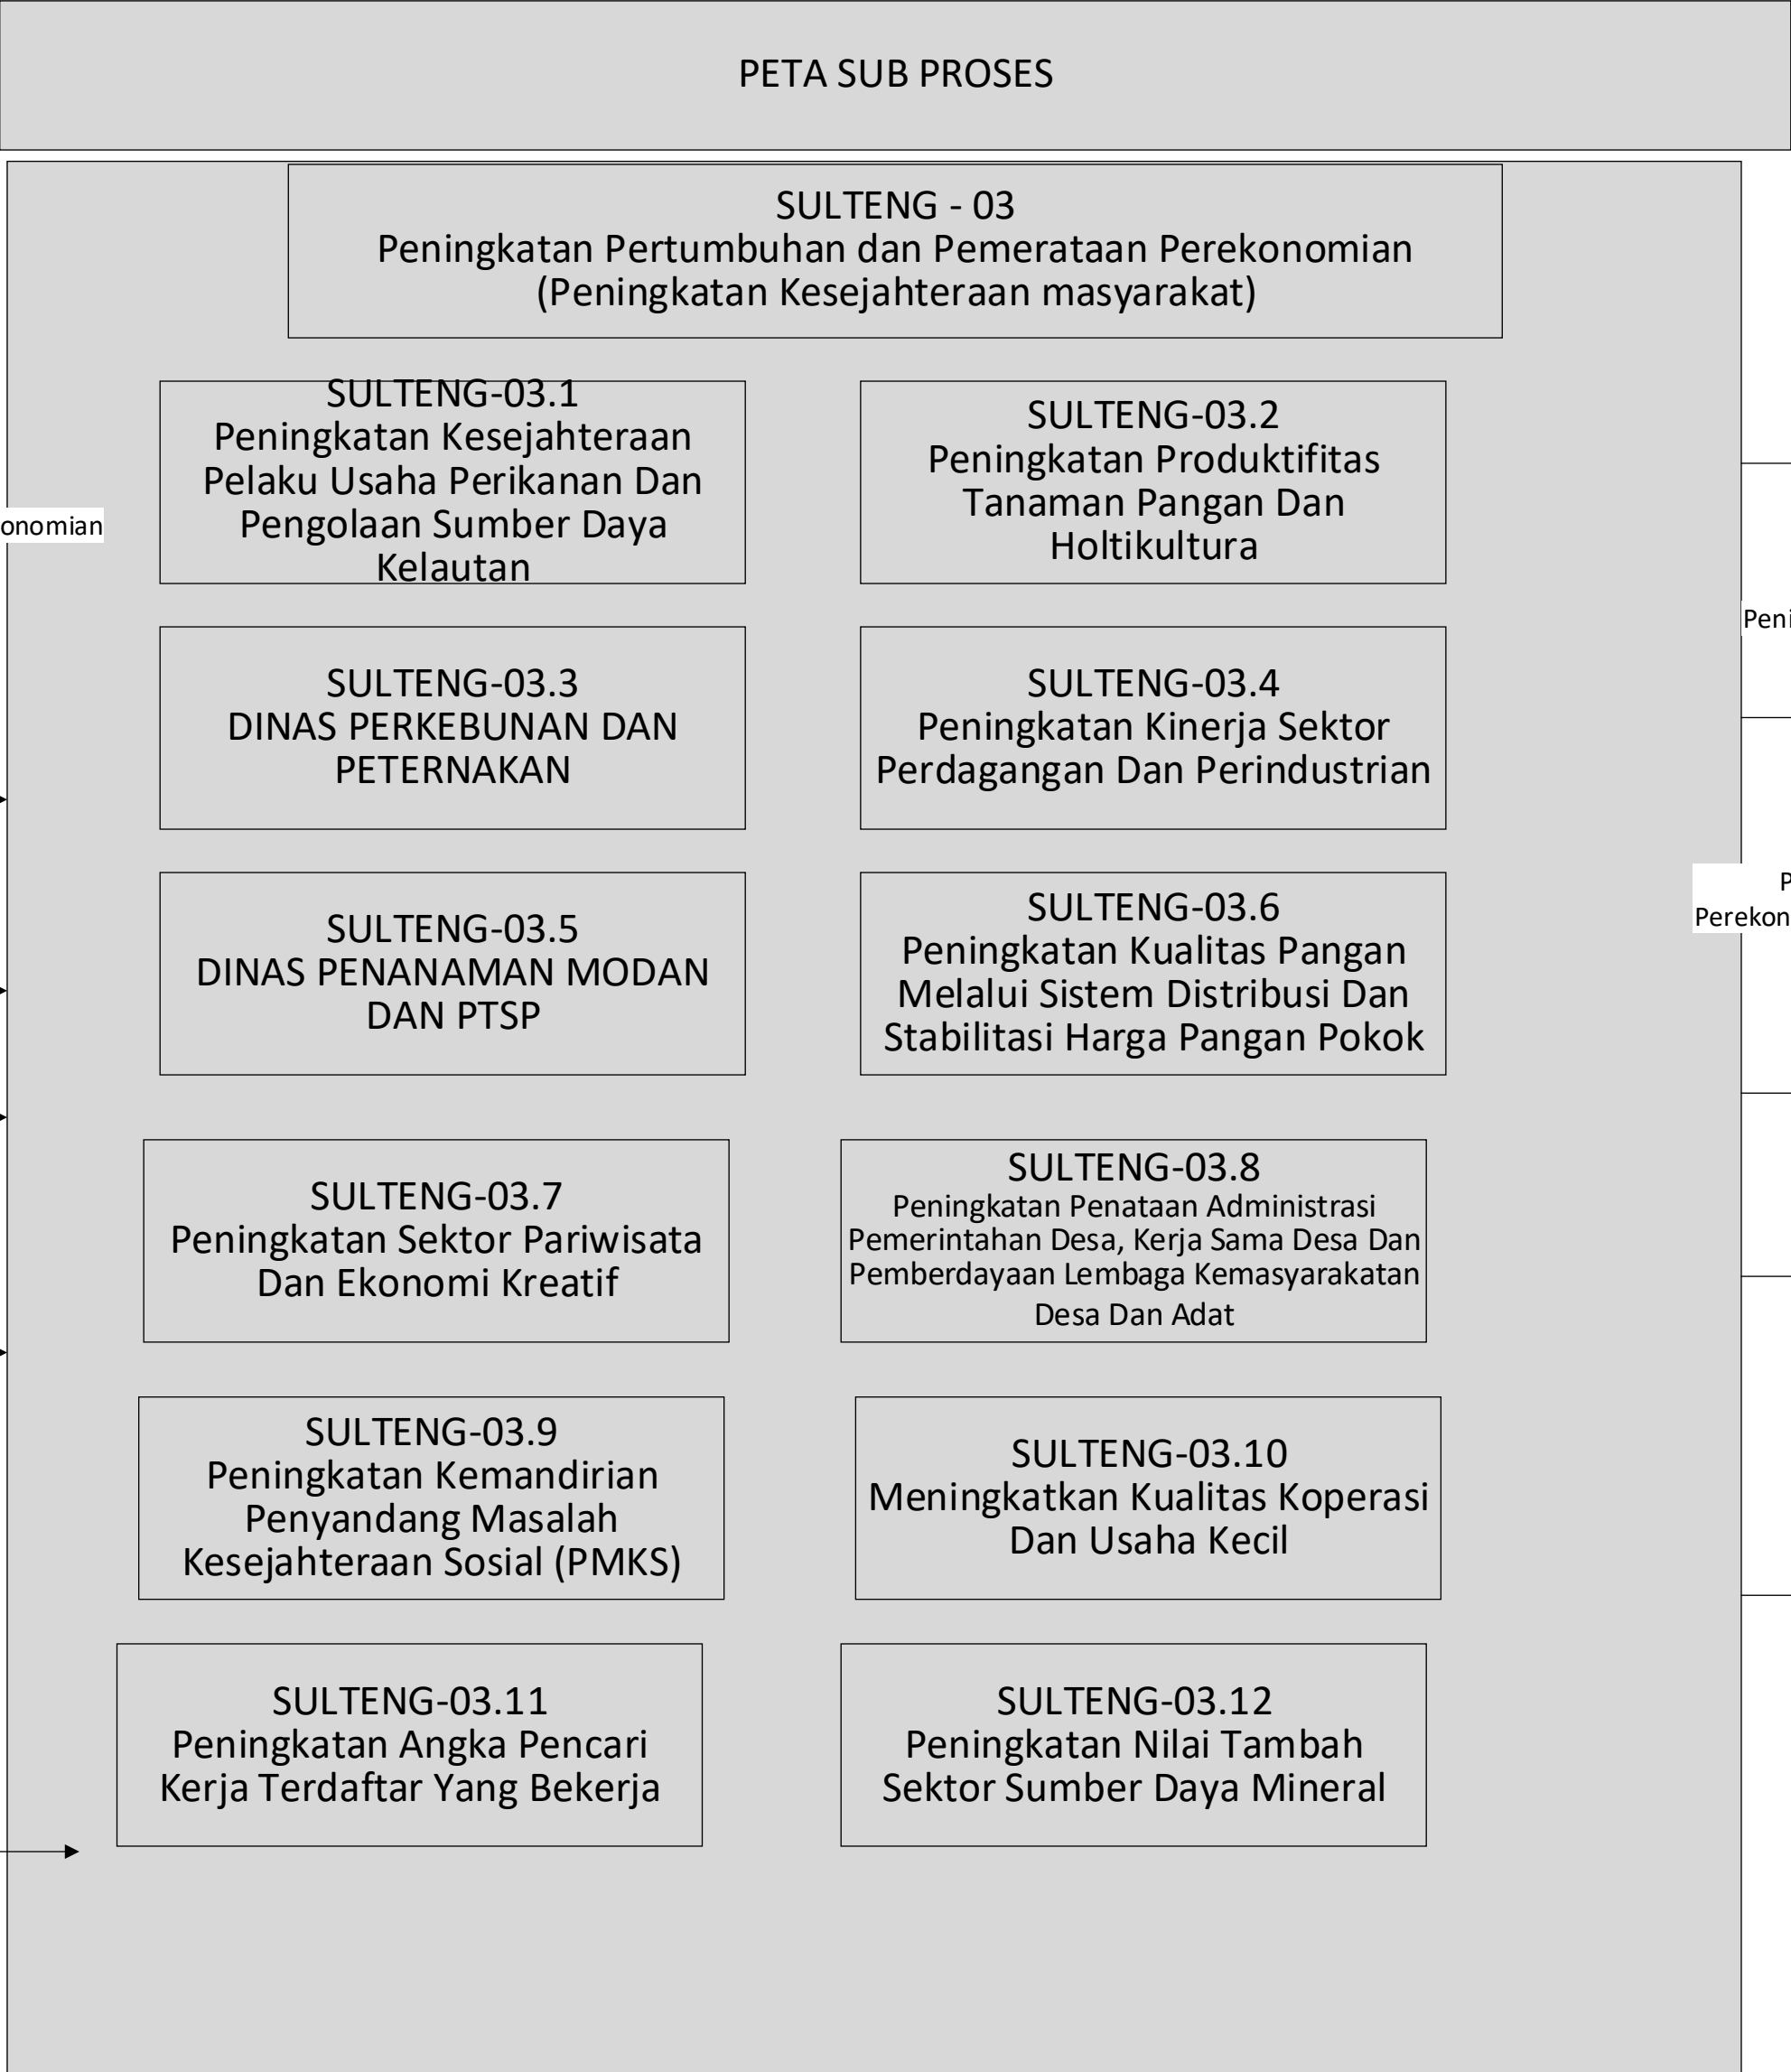 PETA SUB PROSES
SULTENG - 03
Peningkatan Pertumbuhan dan Pemerataan Perekonomian
(Peningkatan Kesejahteraan masyarakat)
SULTENG-03.1
Peningkatan Kesejahteraan
Pelaku Usaha Perikanan Dan
Pengolaan Sumber Daya
Kelautan
SULTENG-03.2
Peningkatan Produktifitas
Tanaman Pangan Dan
Holtikultura
onomian
Peni
SULTENG-03.3
DINAS PERKEBUNAN DAN
PETERNAKAN
SULTENG-03.4
Peningkatan Kinerja Sektor
Perdagangan Dan Perindustrian
SULTENG-03.5
DINAS PENANAMAN MODAN
DAN PTSP
SULTENG-03.6
Peningkatan Kualitas Pangan
Melalui Sistem Distribusi Dan
Stabilitasi Harga Pangan Pokok
P
Perekon
SULTENG-03.7
Peningkatan Sektor Pariwisata
Dan Ekonomi Kreatif
SULTENG-03.8
Peningkatan Penataan Administrasi
Pemerintahan Desa, Kerja Sama Desa Dan
Pemberdayaan Lembaga Kemasyarakatan
Desa Dan Adat
SULTENG-03.9
Peningkatan Kemandirian
Penyandang Masalah
Kesejahteraan Sosial (PMKS)
SULTENG-03.10
Meningkatkan Kualitas Koperasi
Dan Usaha Kecil
SULTENG-03.11
Peningkatan Angka Pencari
Kerja Terdaftar Yang Bekerja
SULTENG-03.12
Peningkatan Nilai Tambah
Sektor Sumber Daya Mineral